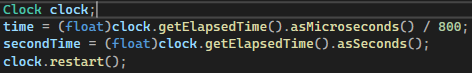 Clock clock;
time = (float)clock.getElapsedTime().asMicroseconds() / 800;
secondTime = (float)clock.getElapsedTime().asSeconds();
clock.restart();